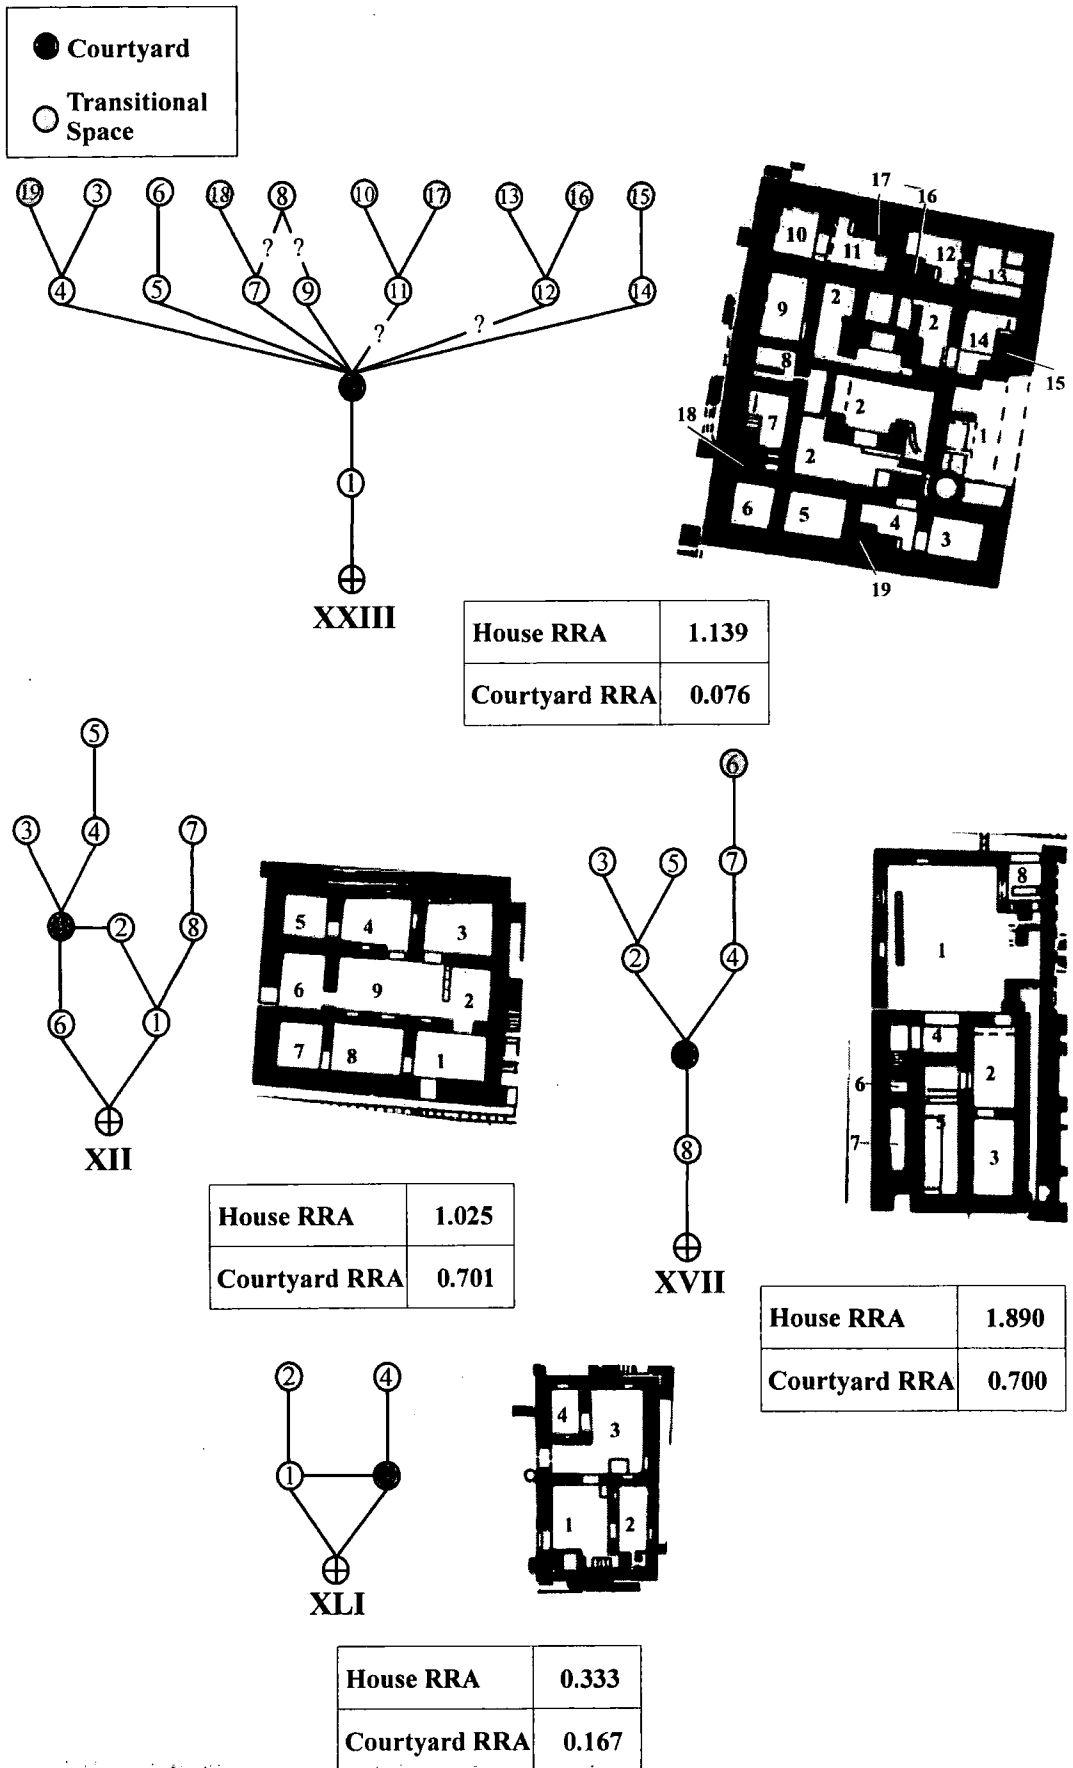 Courtyard
Transitional
Space
19 3 6 18 8 10 17 13 16 15
? ?
4 5 7 9 11 12 14
? ?
1
XXIII
17 16
10 11 12 13
9 2 2 14
8 15
2
18 7 1
2
6 5 4 3
19
House RRA 1.139
Courtyard RRA 0.076
5
3 4 7
2 8
6 1
XII
5 4 3
6 9 2
7 8 1
House RRA 1.025
Courtyard RRA 0.701
6
3 5 7
2 4
8
XVII
8
1
4
2
6
5
7 3
House RRA 1.890
Courtyard RRA 0.700
2 4
1
XLI
4 3
1 2
House RRA 0.333
Courtyard RRA 0.167